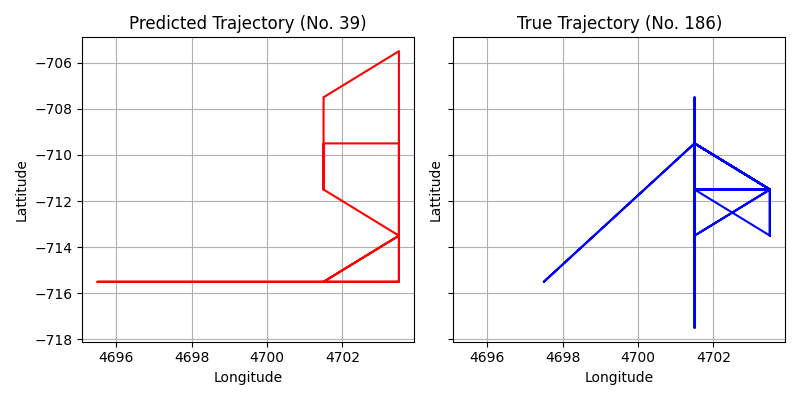 Predicted Trajectory (No. 39)
True Trajectory (No. 186)
−706
−708
−710
−712
−714
−716
−718
Lattitude
Lattitude
4696 4698 4700 4702
4696 4698 4700 4702
Longitude
Longitude